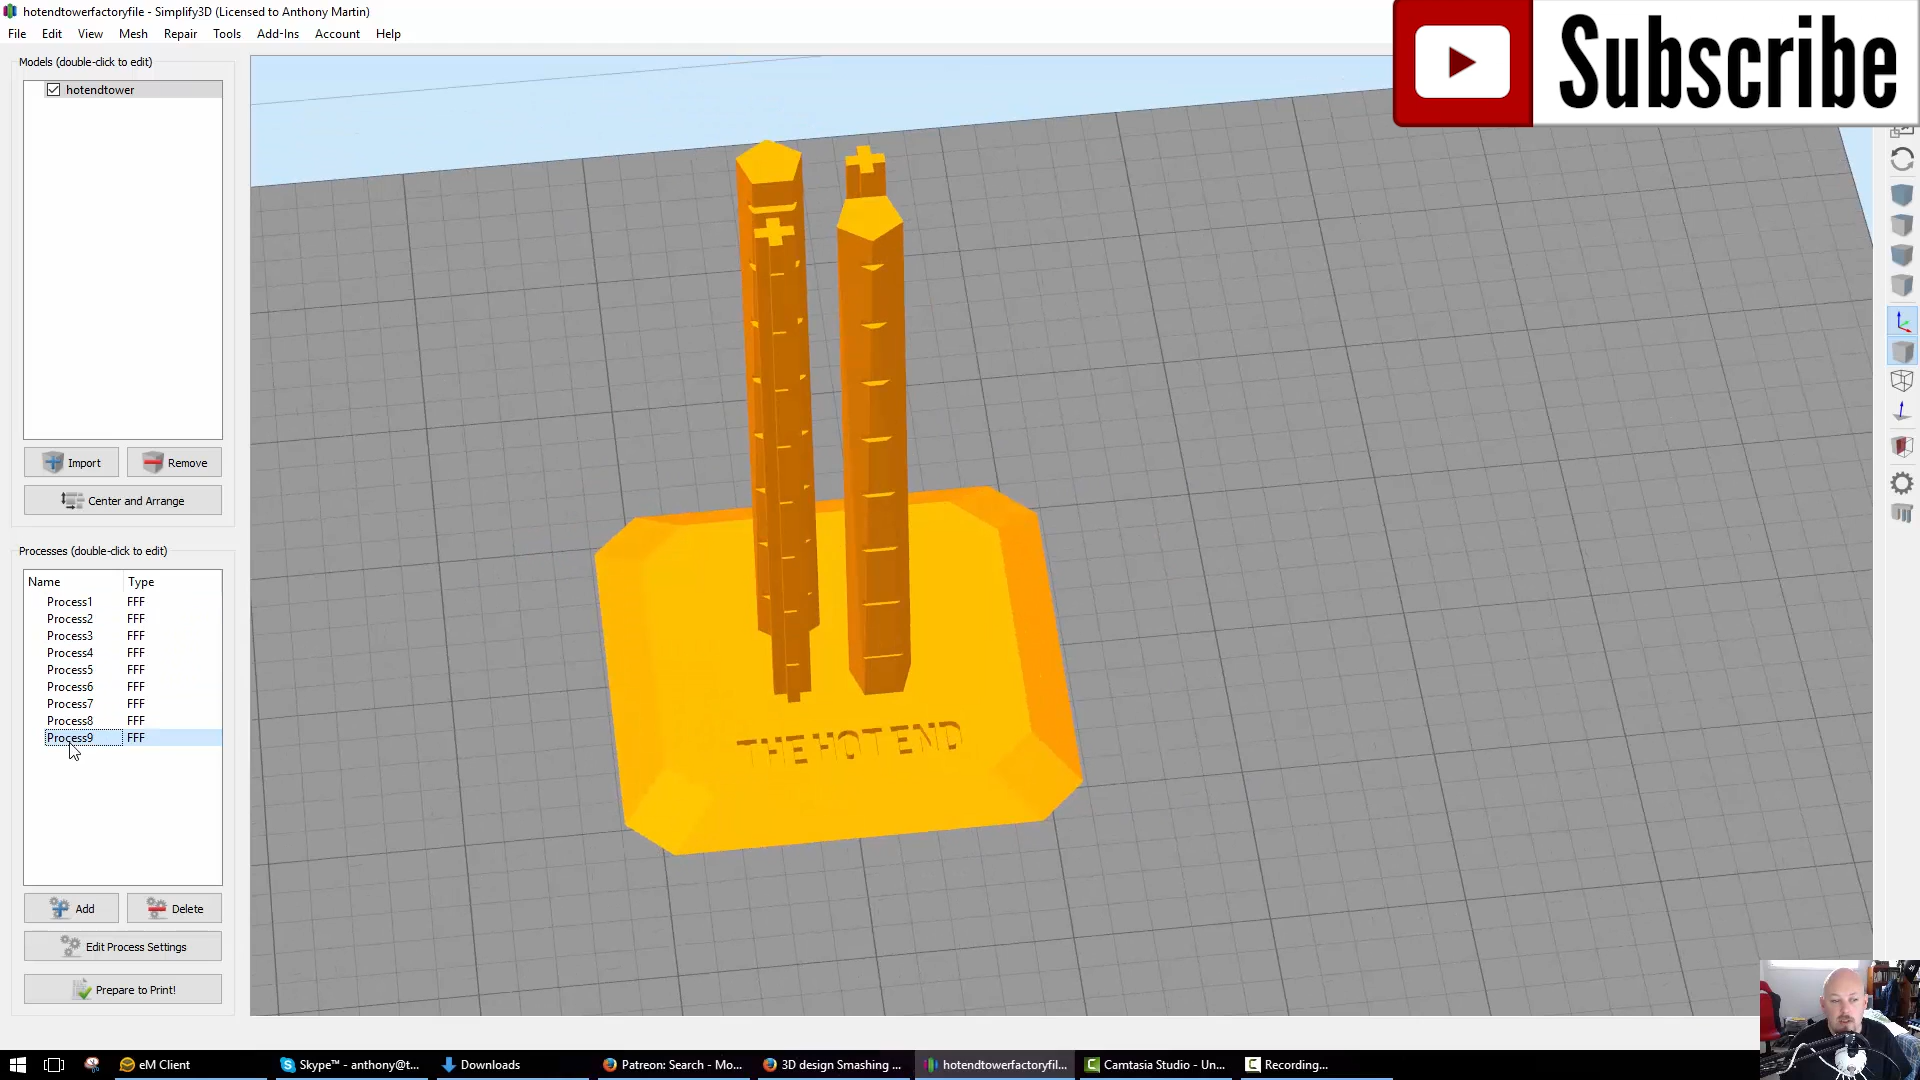 hotendtowerfactoryfile - Simplify3D (Licensed to Anthony Martin)
File Edit View Mesh Repair Tools Add-Ins Account Help
Subscribe
Models (double-click to edit)
hotendtower
Import Remove
Center and Arrange
Processes (double-click to edit)
Name Type
Process1 FFF
Process2 FFF
Process3 FFF
Process4 FFF
Process5 FFF
Process6 FFF
Process7 FFF
Process8 FFF
Process9 FFF
THE HOT END
Add Delete
Edit Process Settings
Prepare to Print!
eM Client Skype™ - anthony@t... Downloads Patreon: Search - Mo... 3D design Smashing ... hotendtowerfactoryfil... Camtasia Studio - Un... Recording...